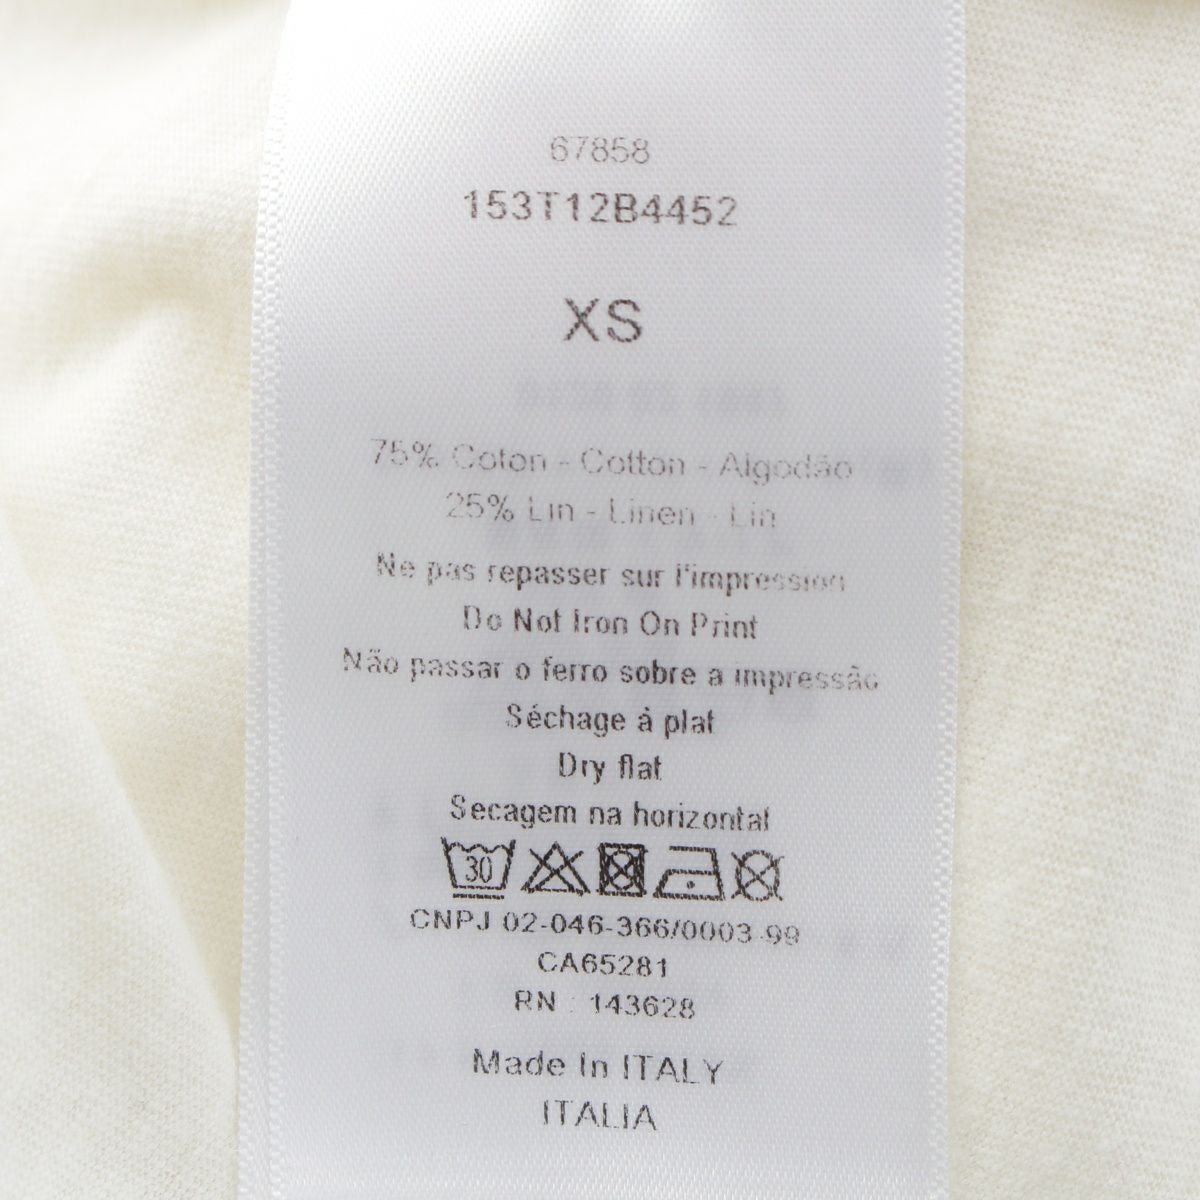 67858
153T12B4452
XS
75% Coton - Cotton - Algodão
25% Lin - Linen - Lin
Ne pas repasser sur l'impression
Do Not Iron On Print
Não passar o ferro sobre a impressão
Séchage à plat
Dry flat
Secagem na horizontal
30
CNPJ 02-046-366/0003-99
CA65281
RN : 143628
Made In ITALY
ITALIA